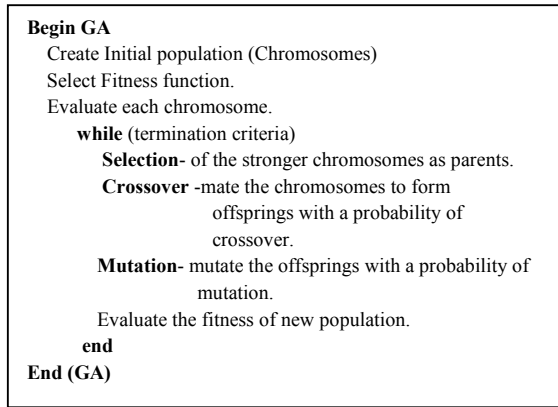 Begin GA
Create Initial population (Chromosomes)
Select Fitness function.
Evaluate each chromosome.
while (termination criteria)
Selection- of the stronger chromosomes as parents.
Crossover -mate the chromosomes to form
offsprings with a probability of
crossover.
Mutation- mutate the offsprings with a probability of
mutation.
Evaluate the fitness of new population.
end
End (GA)